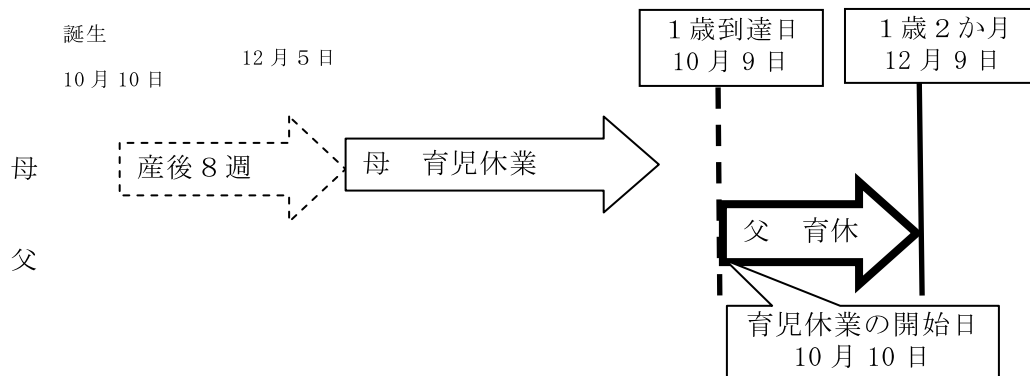 誕生
10月10日
12月5日
1歳到達日
10月9日
1歳2か月
12月9日
母
産後8週
母　育児休業
父
父　育休
育児休業の開始日
10月10日